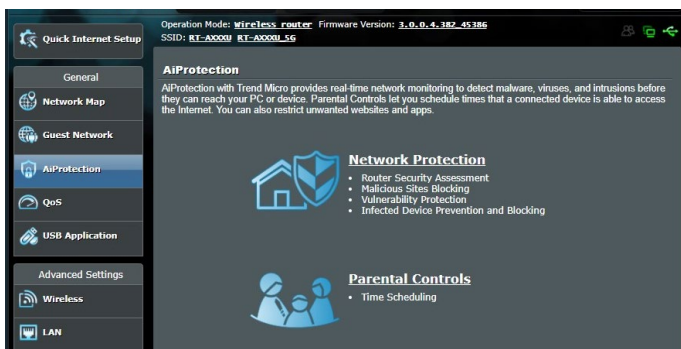 Operation Mode: Wireless router Firmware Version: 3.0.0.4.382_45386
SSID: RT-AXXXU RT-AXXXU_5G
Quick Internet Setup
General
Network Map
Guest Network
AiProtection
QoS
USB Application
Advanced Settings
Wireless
LAN
AiProtection
AiProtection with Trend Micro provides real-time network monitoring to detect malware, viruses, and intrusions before
they can reach your PC or device. Parental Controls let you schedule times that a connected device is able to access
the Internet. You can also restrict unwanted websites and apps.
Network Protection
• Router Security Assessment
• Malicious Sites Blocking
• Vulnerability Protection
• Infected Device Prevention and Blocking
Parental Controls
• Time Scheduling